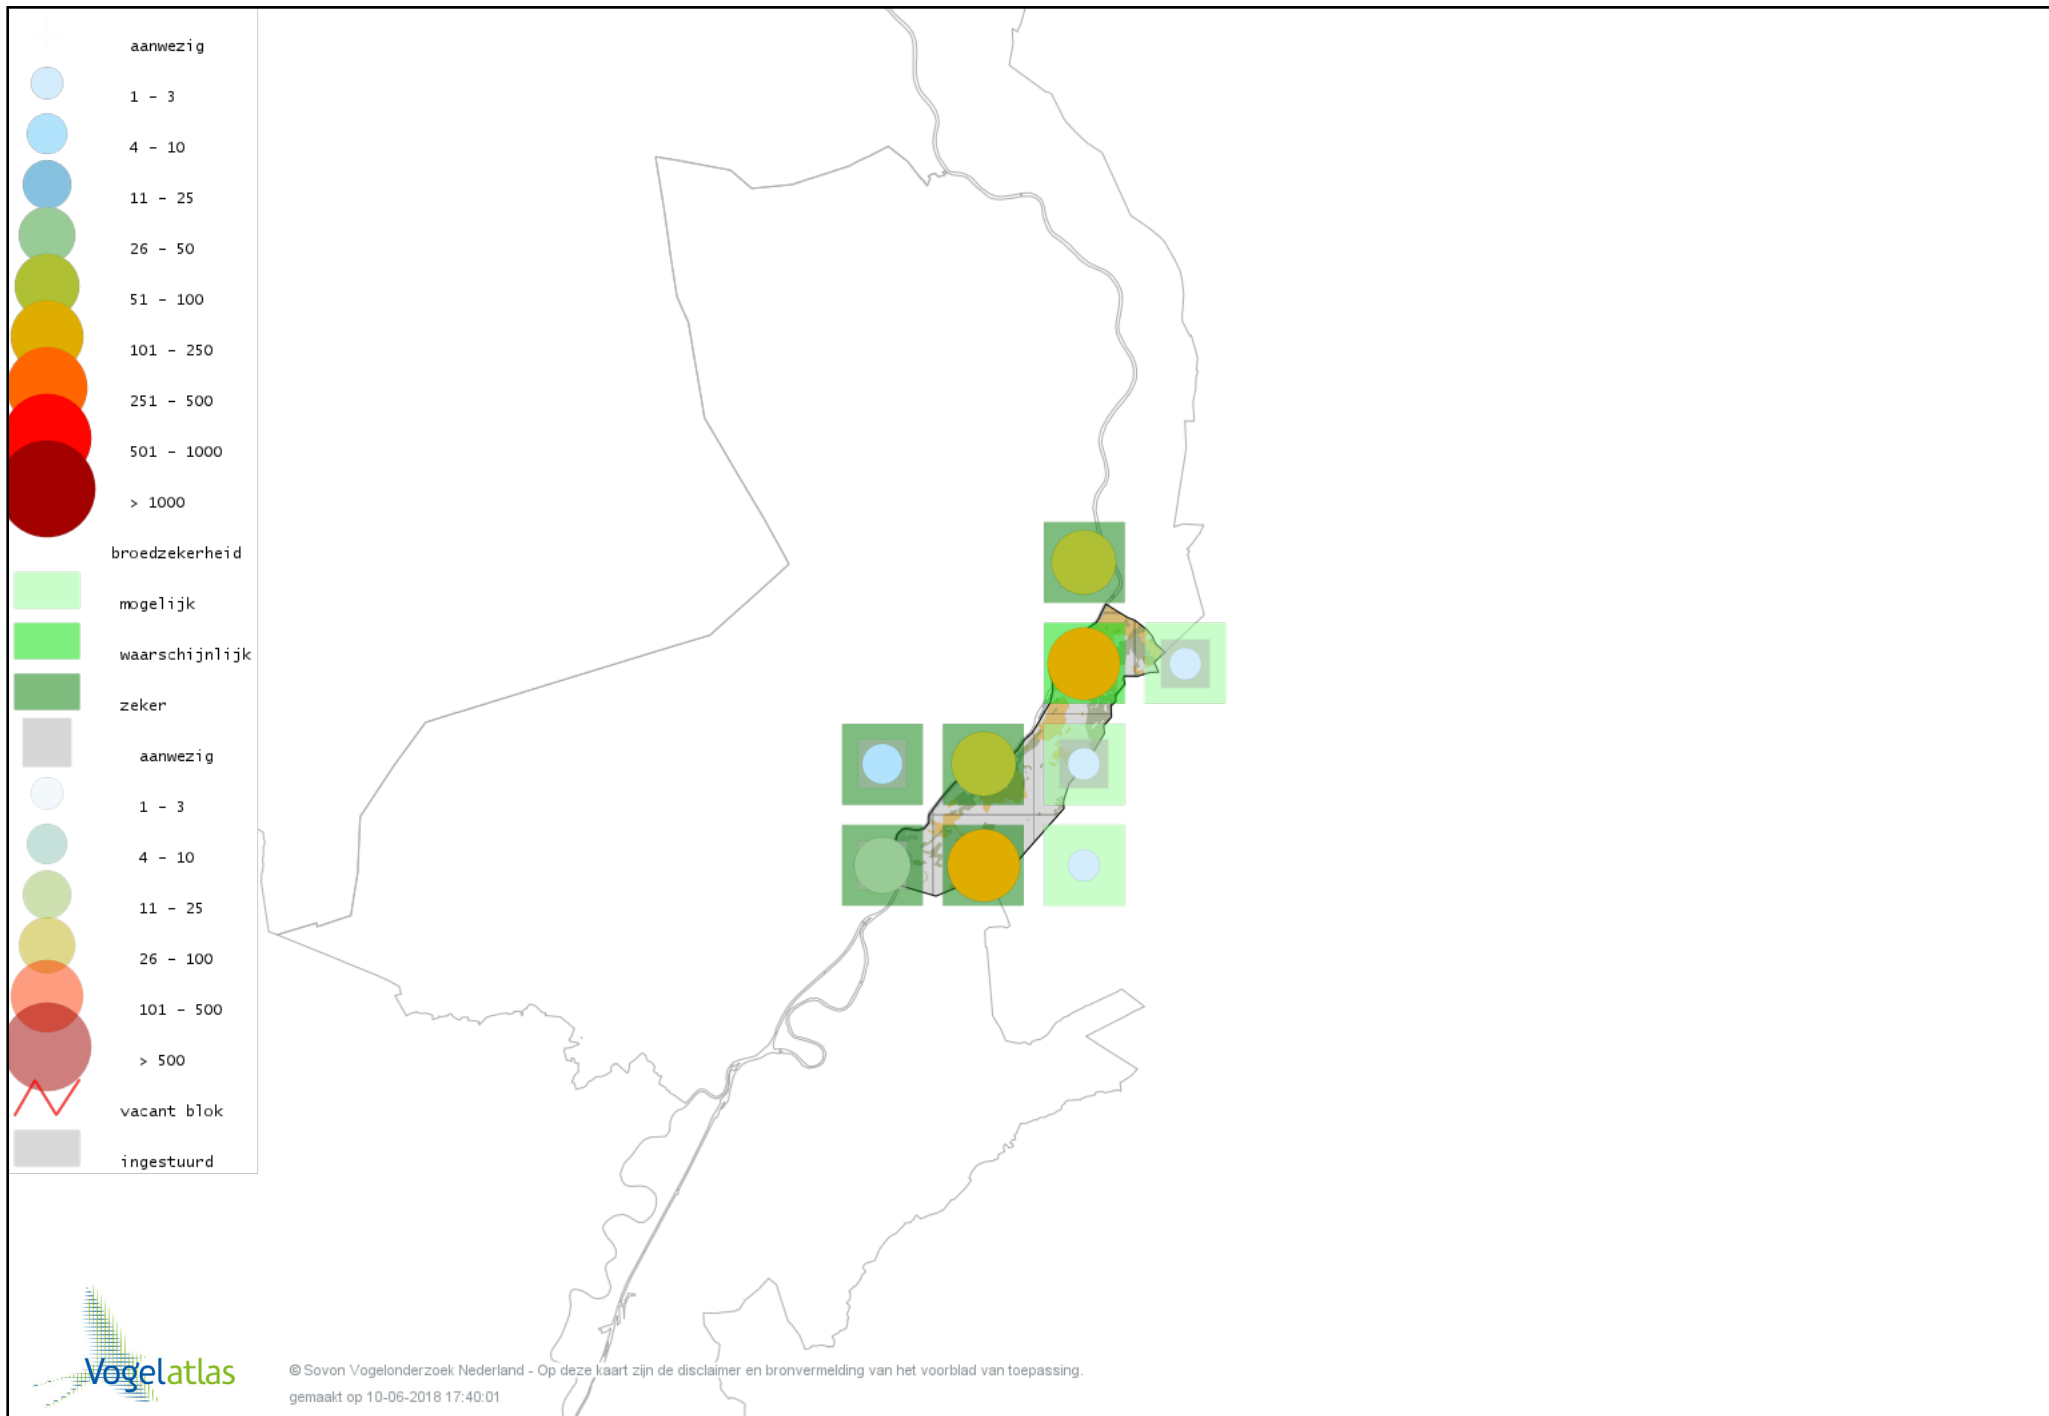 aanwezig
1 - 3
4 - 10
11 - 25
26 - 50
51 - 100
101 - 250
251 - 500
501 - 1000
> 1000
broedzekerheid
mogelijk
waarschijnlijk
zeker
aanwezig
1 - 3
4 - 10
11 - 25
26 - 100
101 - 500
> 500
vacant blok
ingestuurd
Vogelatlas
© Sovon Vogelonderzoek Nederland - Op deze kaart zijn de disclaimer en bronvermelding van het voorblad van toepassing.
gemaakt op 10-06-2018 17:40:01